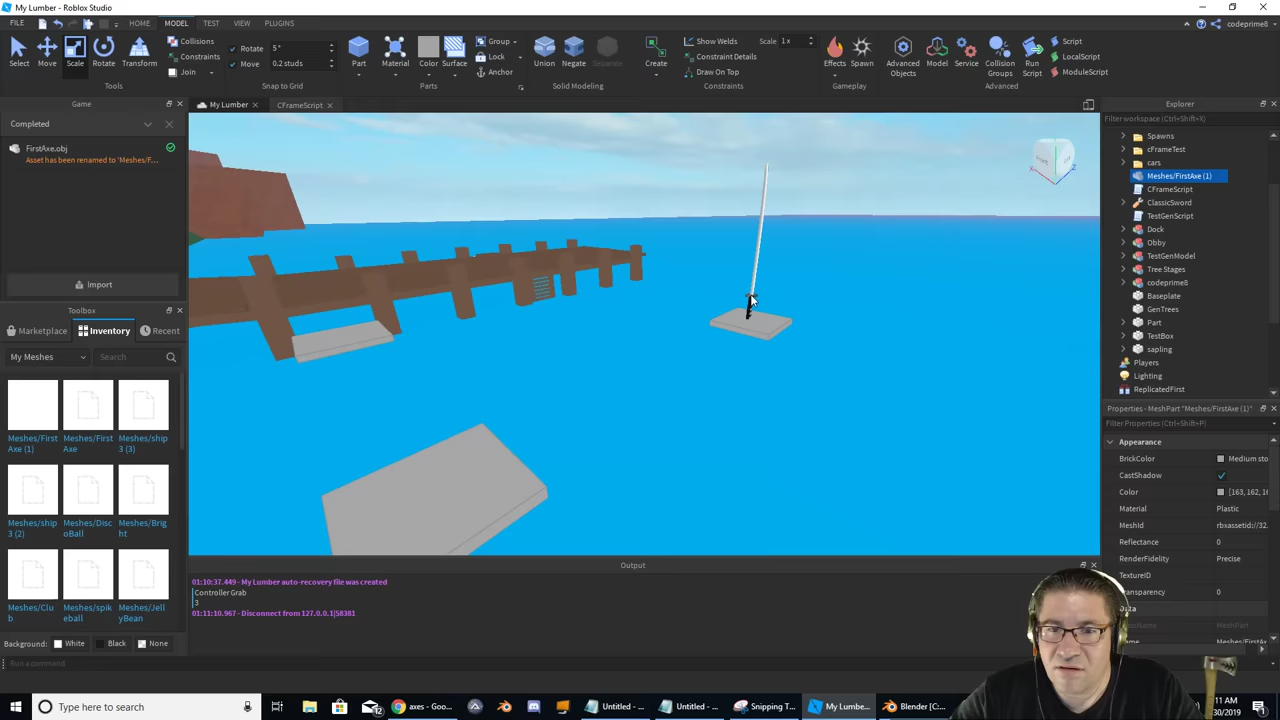 My Lumber - Roblox Studio
FILE HOME MODEL TEST VIEW PLUGINS codeprime8
Select Move Scale Rotate Transform
Collisions
Constraints
Join
Tools
Rotate 5 °
Move 0.2 studs
Snap to Grid
Part Material Color Surface
Group
Lock
Anchor
Parts
Union Negate Separate
Solid Modeling
Create
Show Welds Scale 1 x
Constraint Details
Draw On Top
Constraints
Effects Spawn
Gameplay
Advanced Objects Model Service Collision Groups Run Script
Script
LocalScript
ModuleScript
Advanced
Game
Completed
FirstAxe.obj
Asset has been renamed to 'Meshes/F...
Import
Toolbox
Marketplace Inventory Recent
My Meshes Search
Meshes/First Axe (1)
Meshes/First Axe
Meshes/ship 3 (3)
Meshes/ship 3 (2)
Meshes/DiscoBall
Meshes/Bright
Meshes/Club
Meshes/spikeball
Meshes/JellyBean
Background: White Black None
My Lumber CFrameScript
Output
01:10:37.449 - My Lumber auto-recovery file was created
Controller Grab
3
01:11:10.967 - Disconnect from 127.0.0.1|58381
Run a command
Explorer
Filter workspace (Ctrl+Shift+X)
Spawns
cFrameTest
cars
Meshes/FirstAxe (1)
CFrameScript
ClassicSword
TestGenScript
Dock
Obby
TestGenModel
Tree Stages
codeprime8
Baseplate
GenTrees
Part
TestBox
sapling
Players
Lighting
ReplicatedFirst
Properties - MeshPart "Meshes/FirstAxe (1)"
Filter Properties (Ctrl+Shift+P)
Appearance
BrickColor Medium sto
CastShadow
Color [163, 162, 1
Material Plastic
MeshId rbxassetid://32.
Reflectance 0
RenderFidelity Precise
TextureID
Transparency 0
Data
Meshes/FirstA
Type here to search
axes - Goo... Untitled - ... Untitled - ... Snipping T... My Lumbe... Blender [C:...